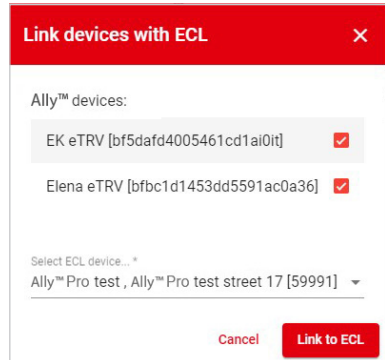 Link devices with ECL
Ally™ devices:
EK eTRV [bf5dafd4005461cd1ai0it]
Elena eTRV [bfbc1d1453dd5591ac0a36]
Select ECL device... *
Ally™ Pro test , Ally™ Pro test street 17 [59991]
Cancel
Link to ECL